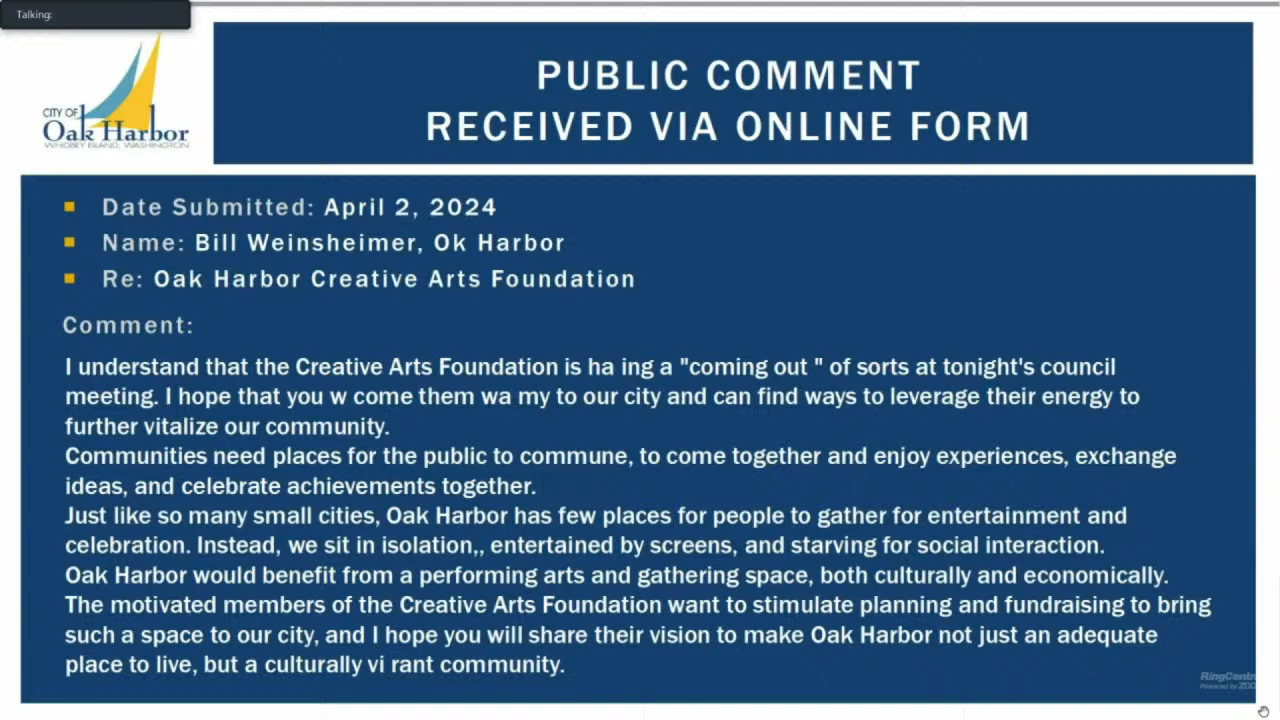 Talking:
CITY OF
Oak Harbor
WHIDBEY ISLAND, WASHINGTON
PUBLIC COMMENT
RECEIVED VIA ONLINE FORM
Date Submitted: April 2, 2024
Name: Bill Weinsheimer, Ok Harbor
Re: Oak Harbor Creative Arts Foundation
Comment:
I understand that the Creative Arts Foundation is ha ing a "coming out " of sorts at tonight's council
meeting. I hope that you w come them wa my to our city and can find ways to leverage their energy to
further vitalize our community.
Communities need places for the public to commune, to come together and enjoy experiences, exchange
ideas, and celebrate achievements together.
Just like so many small cities, Oak Harbor has few places for people to gather for entertainment and
celebration. Instead, we sit in isolation,, entertained by screens, and starving for social interaction.
Oak Harbor would benefit from a performing arts and gathering space, both culturally and economically.
The motivated members of the Creative Arts Foundation want to stimulate planning and fundraising to bring
such a space to our city, and I hope you will share their vision to make Oak Harbor not just an adequate
place to live, but a culturally vi rant community.
RingCentr
Powered by ZOO